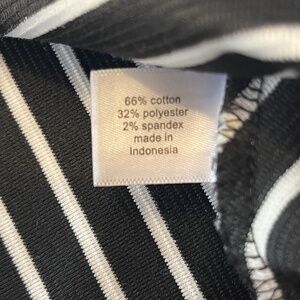 66% cotton
32% polyester
2% spandex
made in
Indonesia